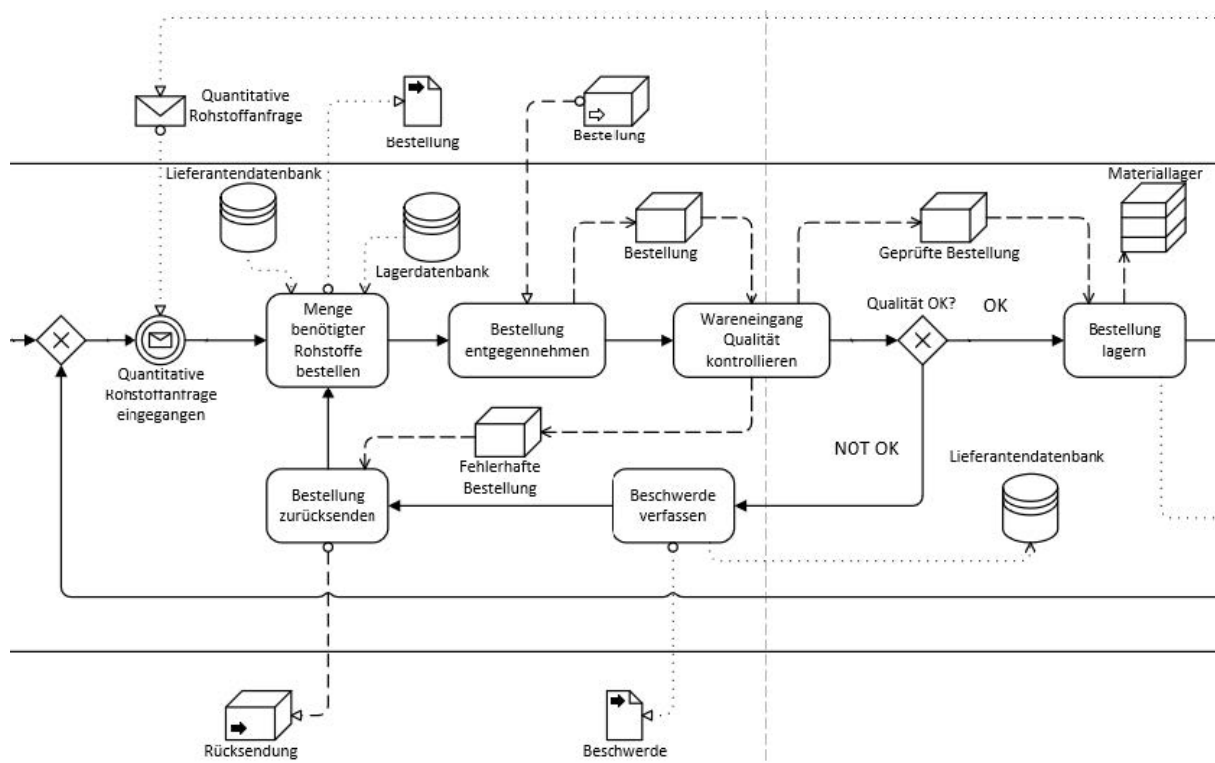 Quantitative
Rohstoffanfrage
Bestellung
Bestellung
Lieferantendatenbank
Materiallager
Lagerdatenbank
Bestellung
Geprüfte Bestellung
Menge
benötigter
Rohstoffe
bestellen
Bestellung
entgegennehmen
Wareneingang
Qualität
kontrollieren
Qualität OK?
OK
Bestellung
lagern
Quantitative
Rohstoffanfrage
eingegangen
Fehlerhafte
Bestellung
NOT OK
Lieferantendatenbank
Bestellung
zurücksenden
Beschwerde
verfassen
Rücksendung
Beschwerde